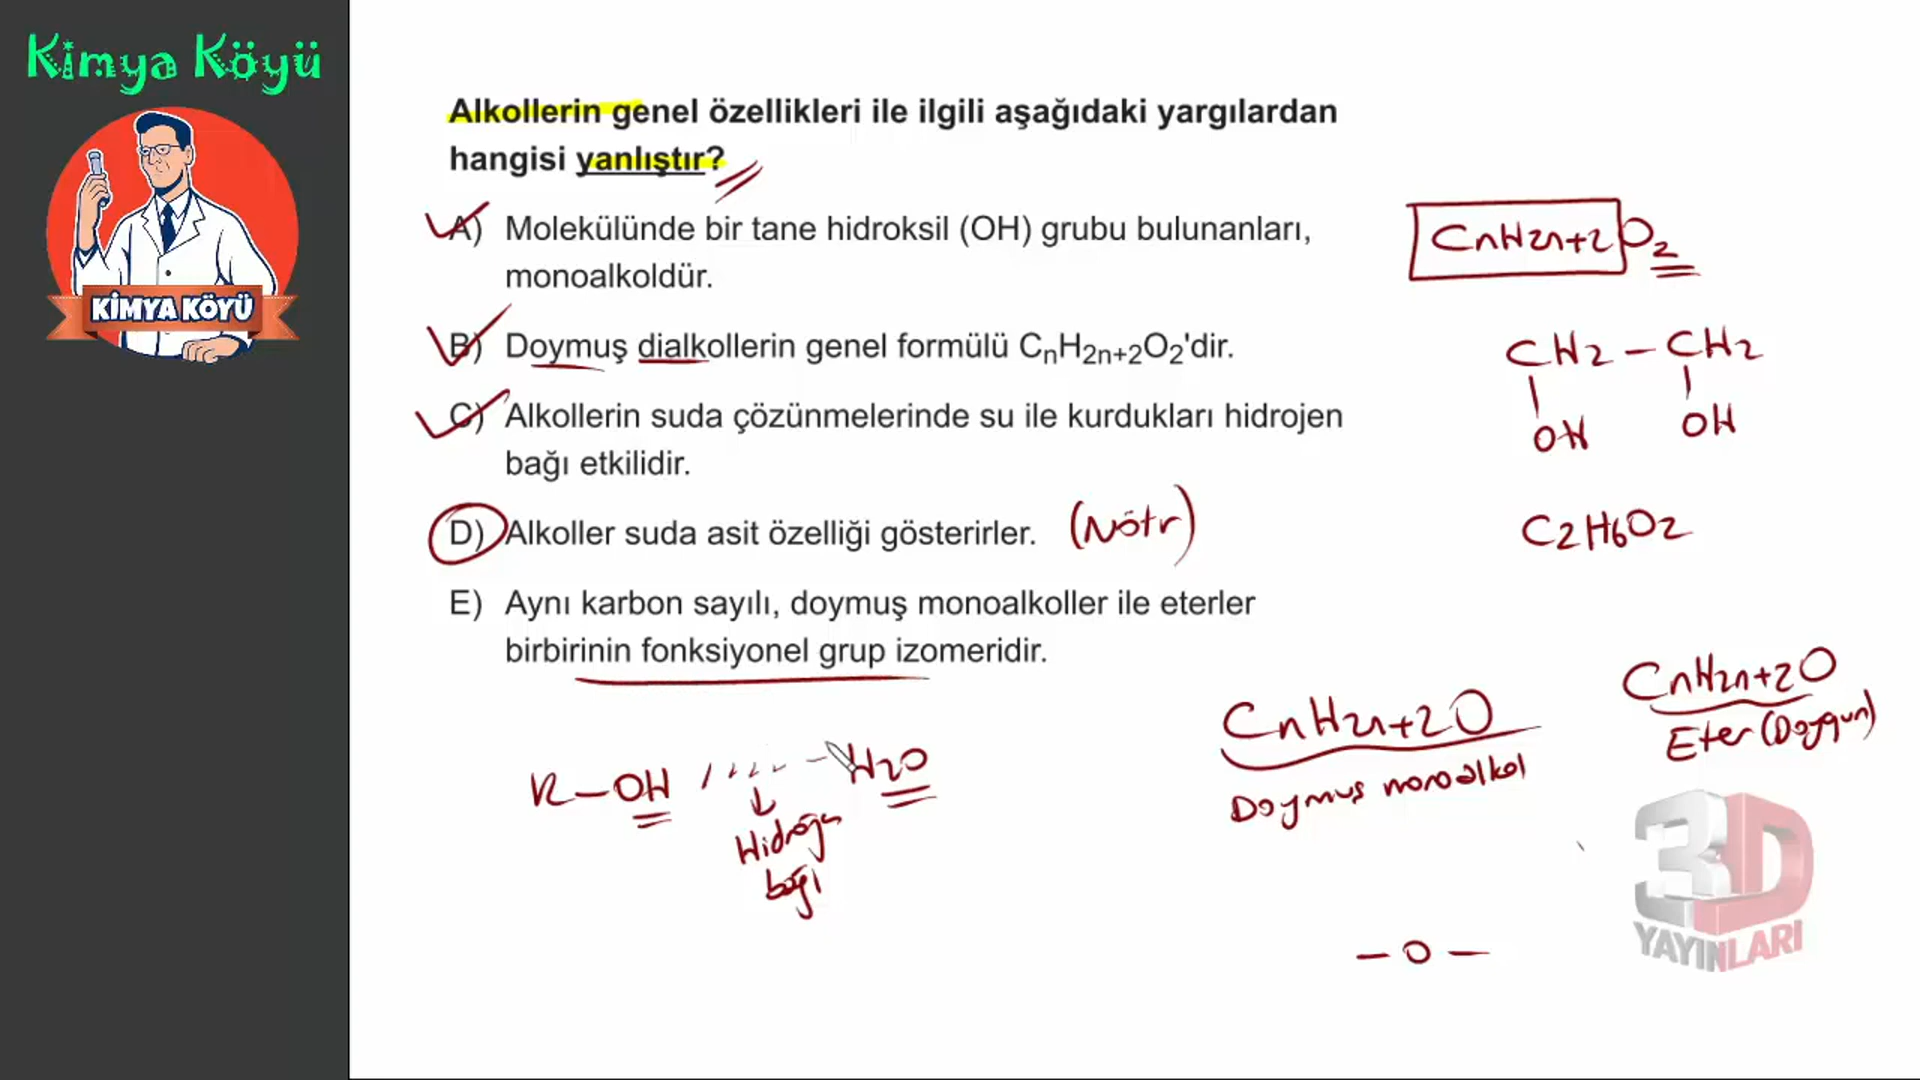 Kimya Köyü
KİMYA KÖYÜ
Alkollerin genel özellikleri ile ilgili aşağıdaki yargılardan
hangisi yanlıştır?
A) Molekülünde bir tane hidroksil (OH) grubu bulunanları,
monoalkoldür.
B) Doymuş dialkollerin genel formülü CnH2n+2O2'dir.
C) Alkollerin suda çözünmelerinde su ile kurdukları hidrojen
bağı etkilidir.
D) Alkoller suda asit özelliği gösterirler. (Nötr)
E) Aynı karbon sayılı, doymuş monoalkoller ile eterler
birbirinin fonksiyonel grup izomeridir.
R-OH H2O
Hidrojen
bağı
CnH2n+2O2
CH2-CH2
OH OH
C2H6O2
CnH2n+2O
Doymuş monoalkol
CnH2n+2O
Eter (Doygun)
-O-
3D
YAYINLARI